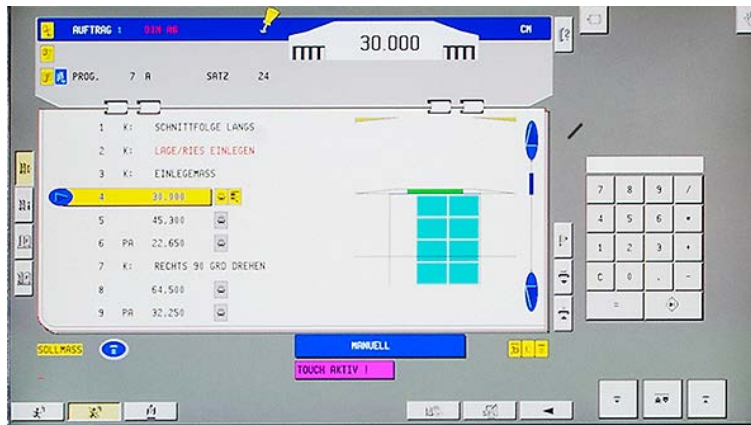 AUFTRAG : DIN A6
30.000
CM
PROG. 7 A SATZ 24
1 K: SCHNITTFOLGE LANGS
2 K: LAGE/RIES EINLEGEN
3 K: EINLEGEMASS
4 30.000
5 45.300
6 PA 22.650
7 K: RECHTS 90 GRD DREHEN
8 64.500
9 PA 32.250
7 8 9 /
4 5 6 *
1 2 3 +
C 0 . -
=
SOLLMASS
MANUELL
TOUCH AKTIV !